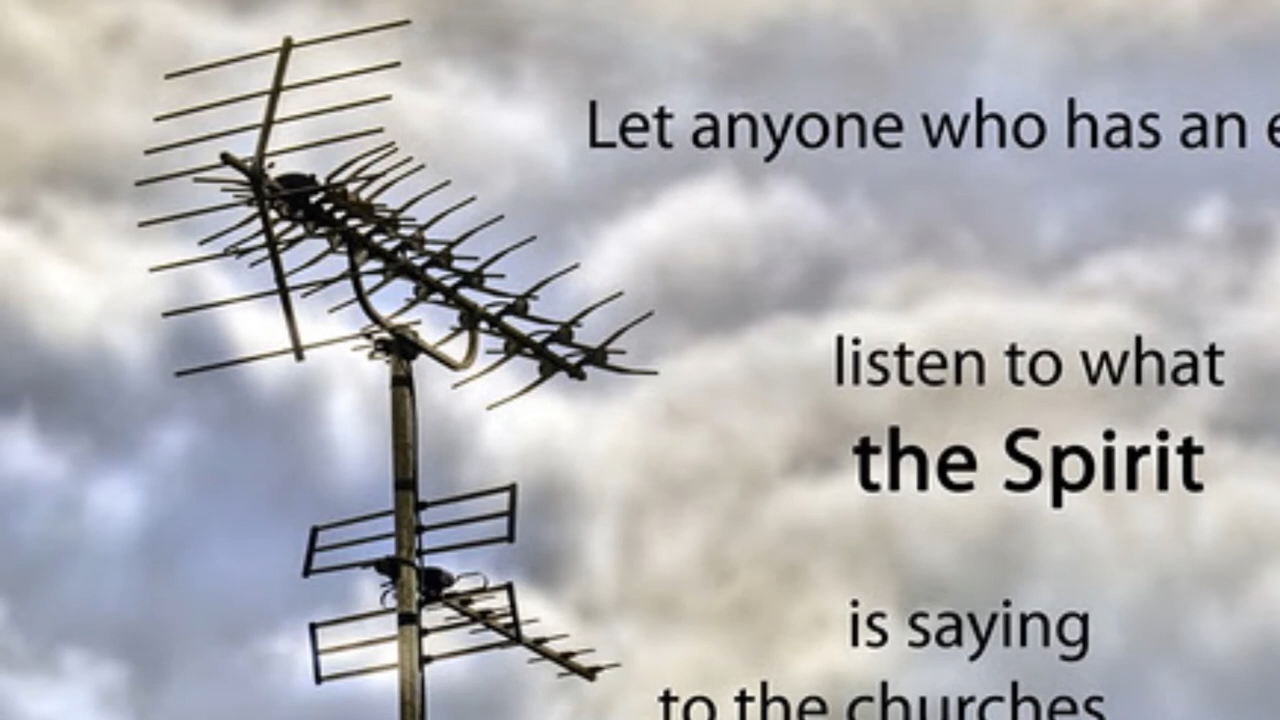 Let anyone who has an e
listen to what
the Spirit
is saying
to the churches